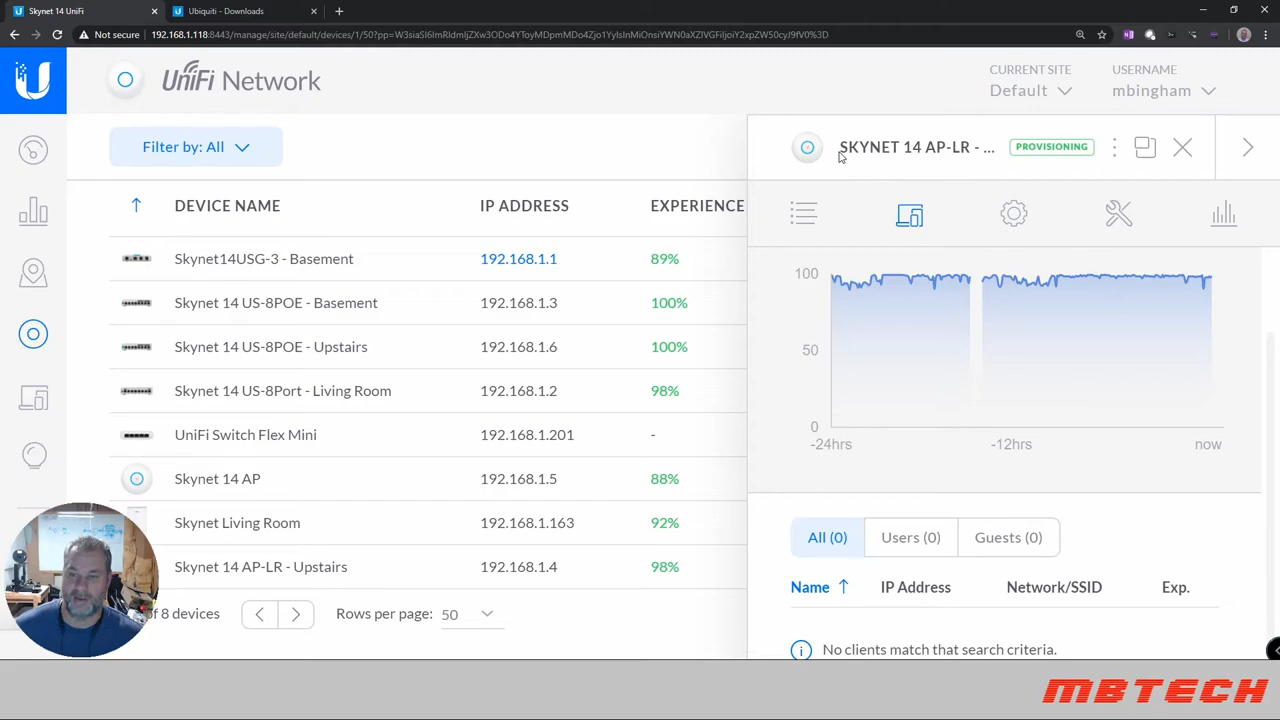 Skynet 14 UniFi
Ubiquiti - Downloads
Not secure 192.168.1.118:8443/manage/site/default/devices/1/50?pp=
UniFi Network
CURRENT SITE
Default
USERNAME
mbingham
Filter by: All
SKYNET 14 AP-LR - ...
PROVISIONING
DEVICE NAME IP ADDRESS EXPERIENCE
Skynet14USG-3 - Basement 192.168.1.1 89%
Skynet 14 US-8POE - Basement 192.168.1.3 100%
Skynet 14 US-8POE - Upstairs 192.168.1.6 100%
Skynet 14 US-8Port - Living Room 192.168.1.2 98%
UniFi Switch Flex Mini 192.168.1.201 -
Skynet 14 AP 192.168.1.5 88%
Skynet Living Room 192.168.1.163 92%
Skynet 14 AP-LR - Upstairs 192.168.1.4 98%
of 8 devices Rows per page: 50
100
50
0
-24hrs -12hrs now
All (0) Users (0) Guests (0)
Name IP Address Network/SSID Exp.
No clients match that search criteria.
MBTECH